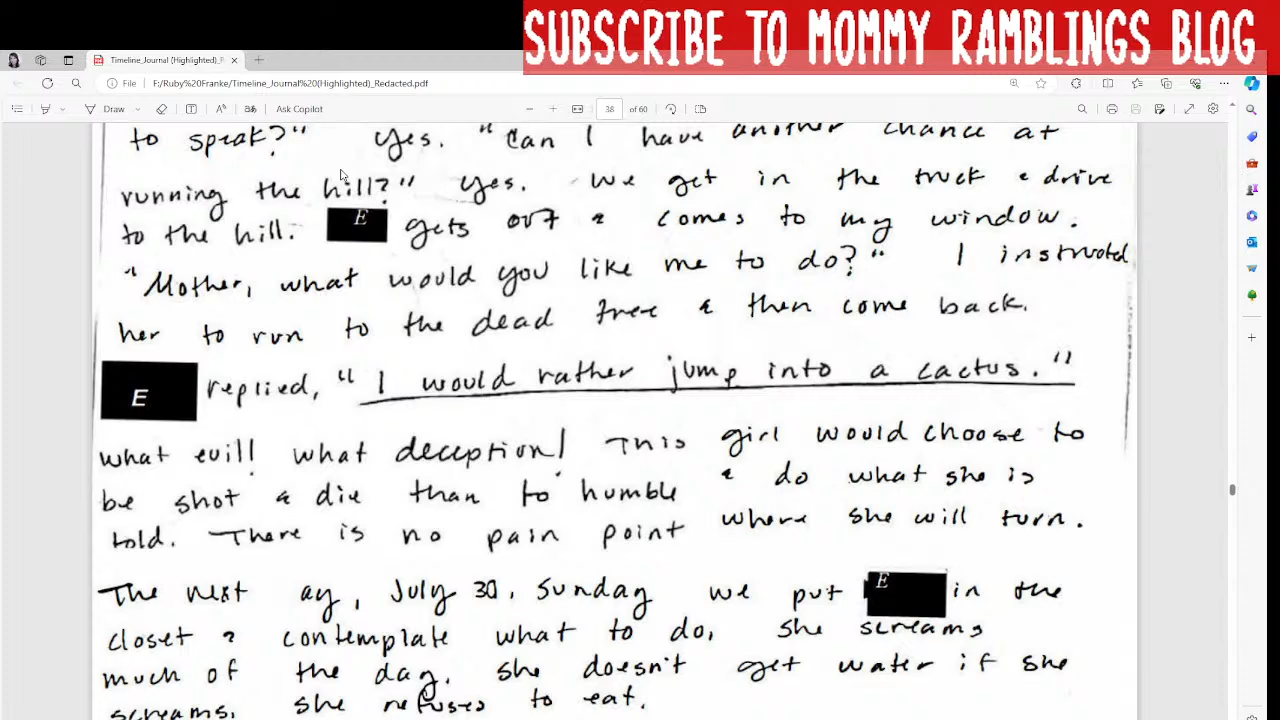 SUBSCRIBE TO MOMMY RAMBLINGS BLOG
Timeline_Journal (Highlighted)_R
File F:/Ruby%20Franke/Timeline_Journal%20(Highlighted)_Redacted.pdf
Draw Ask Copilot 38 of 60
to speak?" Yes. "Can I have another chance at
running the hill?" Yes. We get in the truck & drive
to the hill. E gets out & comes to my window.
"Mother, what would you like me to do?" I instructed
her to run to the dead tree & then come back.
E replied, "I would rather jump into a cactus."
what evil! what deception! This girl would choose to
be shot & die than to humble & do what she is
told. There is no pain point where she will turn.
The next ay, July 30, Sunday we put E in the
closet & contemplate what to do. She screams
much of the day. She doesn't get water if she
screams. She refuses to eat.